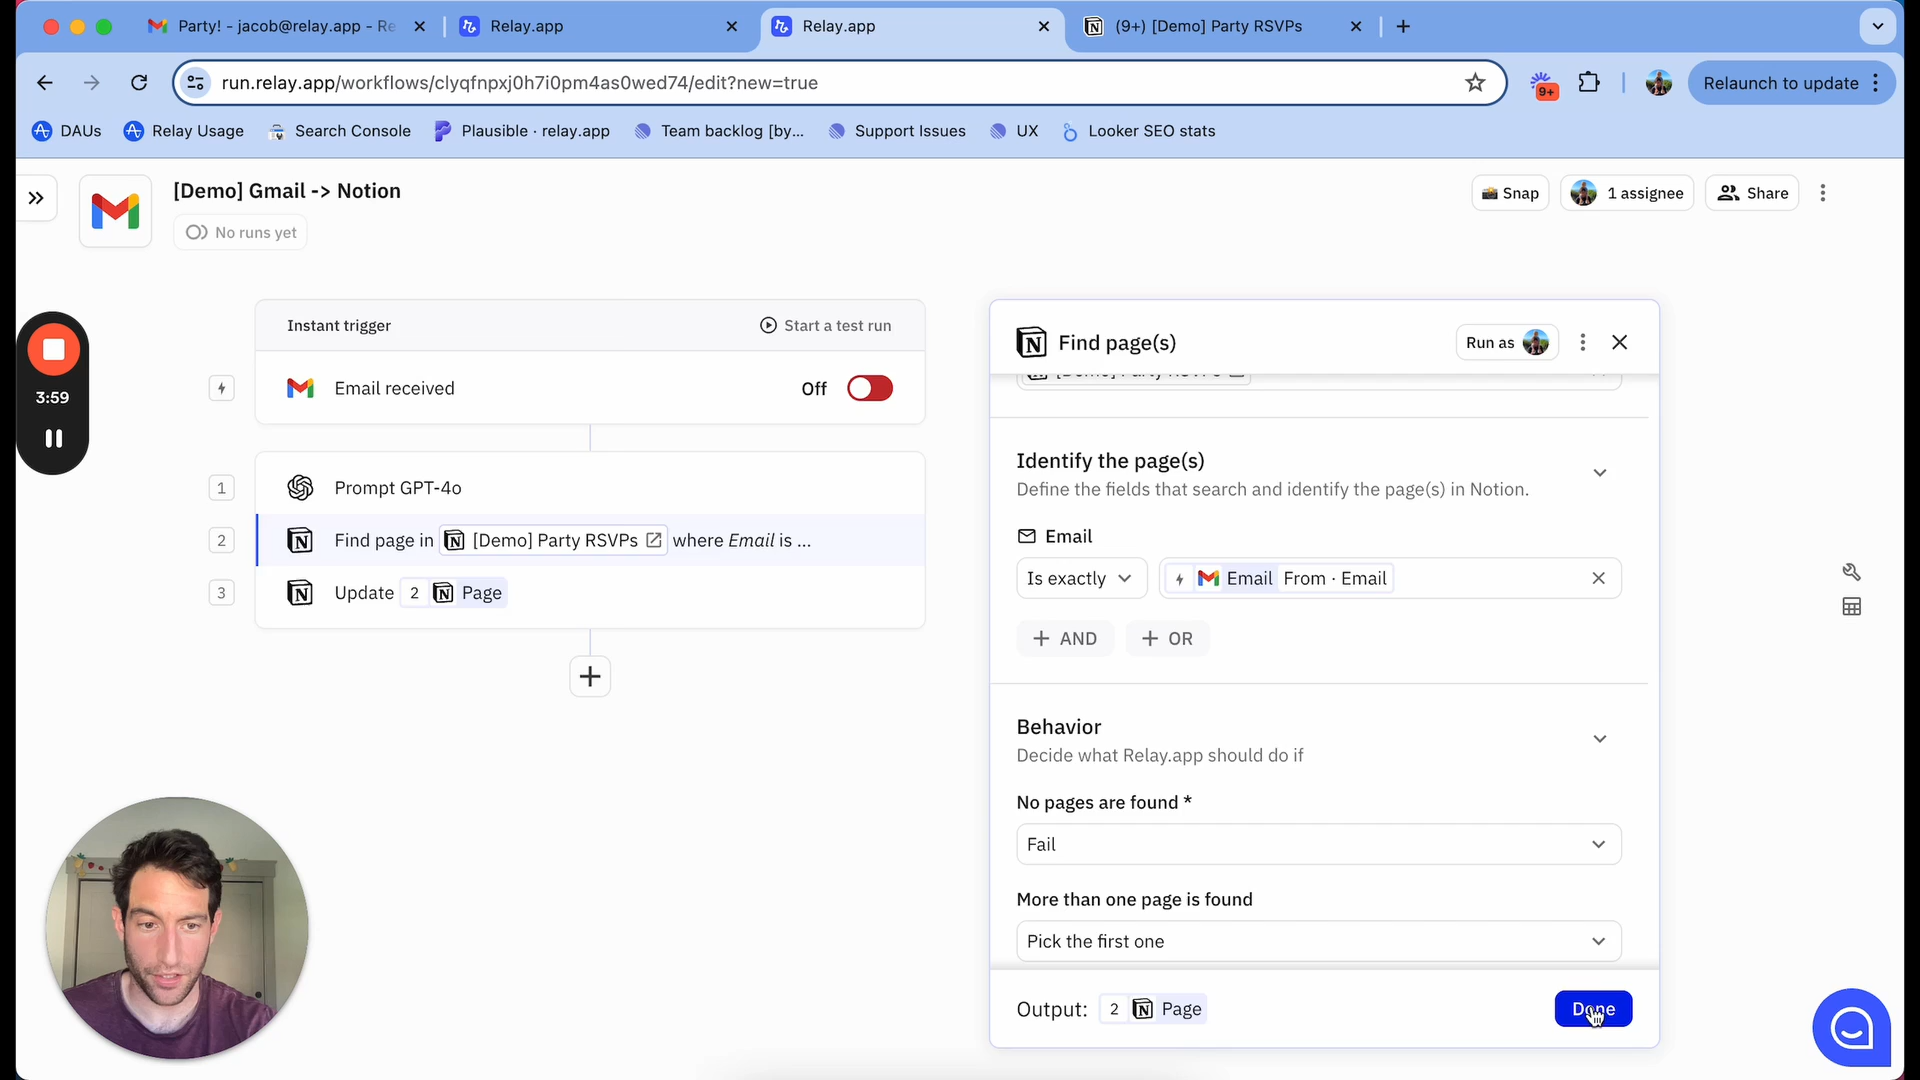 Party! - jacob@relay.app - Re
Relay.app
Relay.app
(9+) [Demo] Party RSVPs
run.relay.app/workflows/clyqfnpxj0h7i0pm4as0wed74/edit?new=true
9+
Relaunch to update
DAUs
Relay Usage
Search Console
Plausible · relay.app
Team backlog [by...
Support Issues
UX
Looker SEO stats
[Demo] Gmail -> Notion
No runs yet
Snap
1 assignee
Share
3:59
Instant trigger
Start a test run
Email received
Off
1
Prompt GPT-4o
2
Find page in [Demo] Party RSVPs where Email is ...
3
Update 2 Page
Find page(s)
Run as
[Demo] Party RSVPs
Identify the page(s)
Define the fields that search and identify the page(s) in Notion.
Email
Is exactly
Email From · Email
AND
OR
Behavior
Decide what Relay.app should do if
No pages are found *
Fail
More than one page is found
Pick the first one
Output: 2 Page
Done